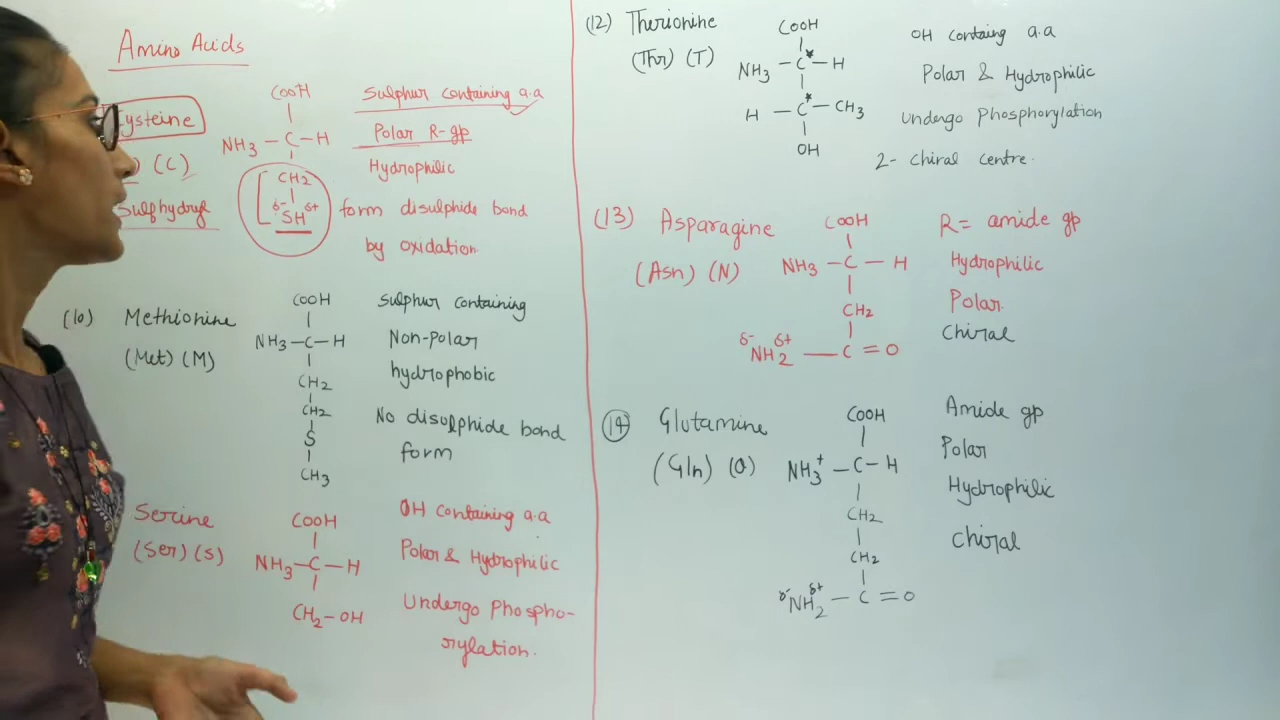 Amino Acids
ysteine
) (C)
Sulphydryl
COOH
NH3 — C — H
CH2
δ- δ+
SH
Sulphur containing a.a
Polar R-gp
Hydrophilic
form disulphide bond
by oxidation.
(10) Methionine
(Met) (M)
COOH
NH3 — C — H
CH2
CH2
S
CH3
Sulphur containing
Non-Polar
hydrophobic
No disulphide bond
form
Serine
(Ser) (S)
COOH
NH3 — C — H
CH2 — OH
OH containing a.a
Polar & Hydrophilic
Undergo Phospho-
rylation.
(12) Therionine
(Thr) (T)
COOH
NH3 — C* — H
H — C* — CH3
OH
OH containg a.a
Polar & Hydrophilic
undergo Phosphorylation
2- chiral centre.
(13) Asparagine
(Asn) (N)
COOH
NH3 — C — H
CH2
δ- δ+
NH2 — C = O
R= amide gp
Hydrophilic
Polar
Chiral
14 Glutamine
(Gln) (Q)
COOH
NH3+ — C — H
CH2
CH2
δ- δ+
NH2 — C = O
Amide gp
Polar
Hydrophilic
chiral